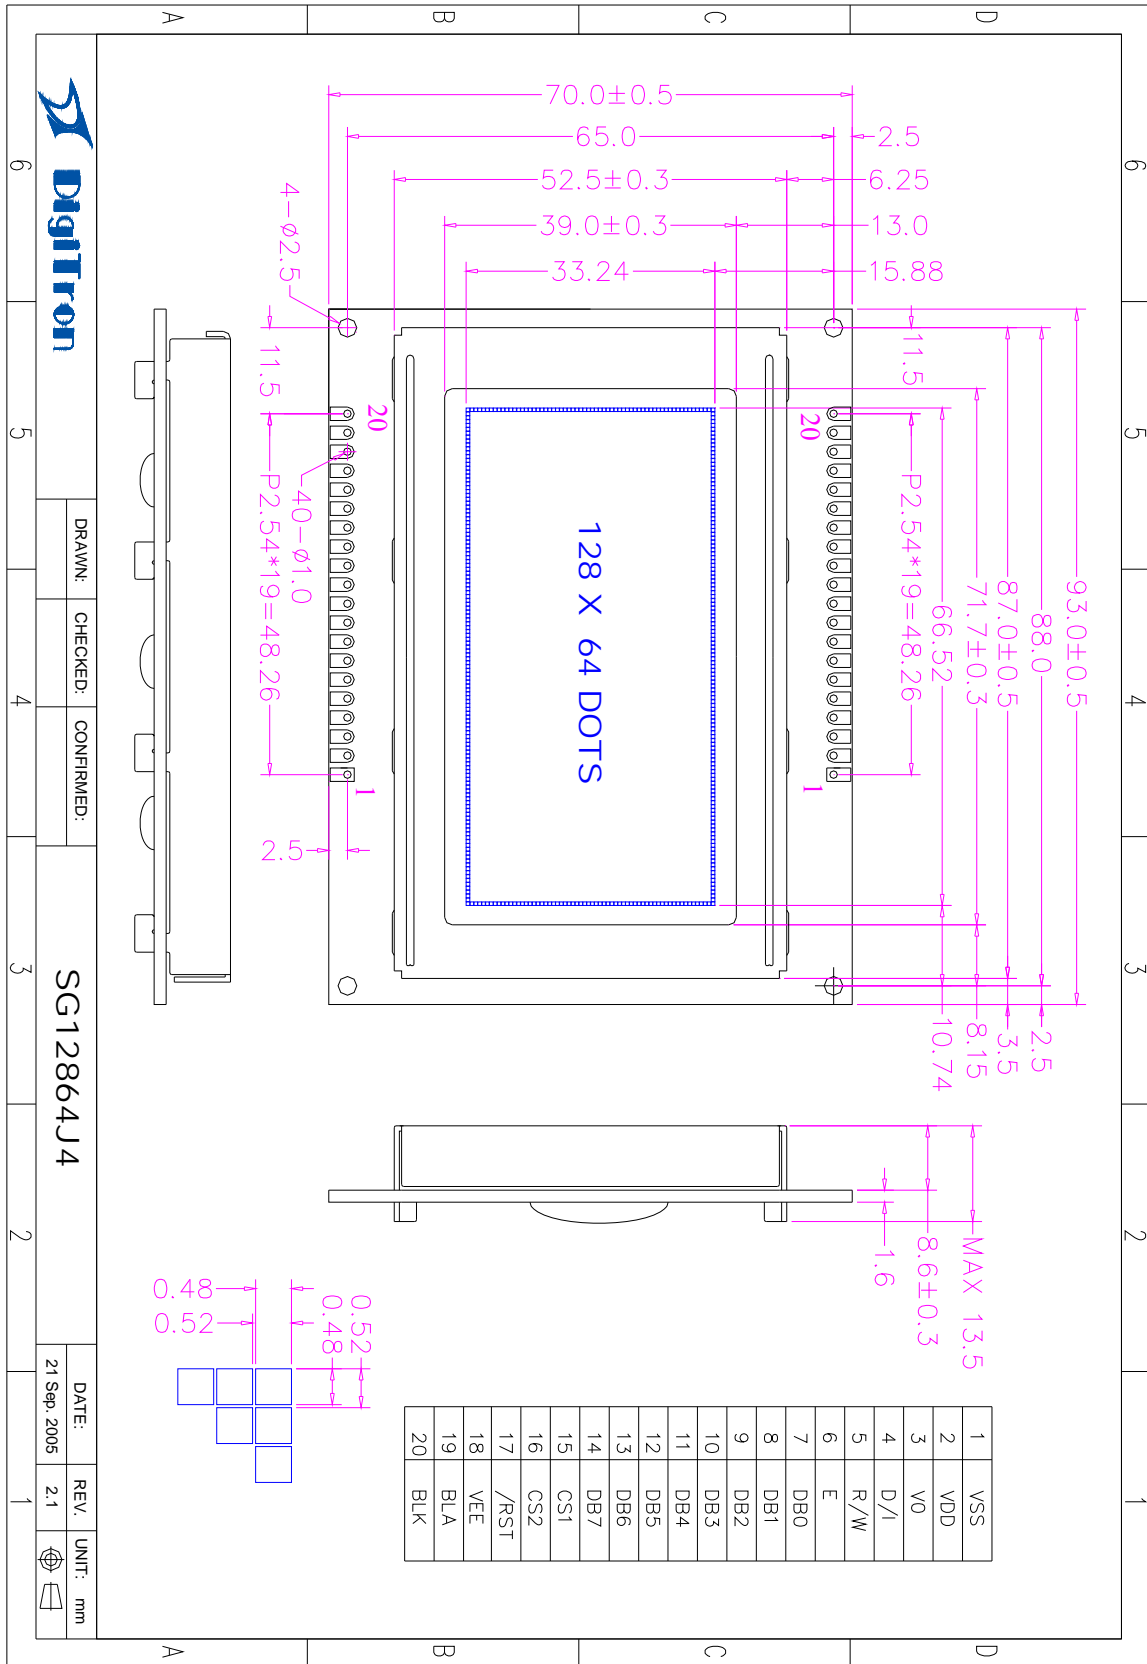 A
B
C
D
6
6
5
5
4
4
3
3
2
2
1
1
A
B
C
D
70.0±0.5
65.0
2.5
52.5±0.3
6.25
39.0±0.3
13.0
33.24
15.88
4-Ø2.5
11.5
11.5
20
20
P2.54*19=48.26
40-Ø1.0
P2.54*19=48.26
1
1
2.5
128 X 64 DOTS
93.0±0.5
88.0
87.0±0.5
71.7±0.3
66.52
2.5
3.5
8.15
10.74
MAX 13.5
8.6±0.3
1.6
0.48
0.52
0.52
0.48
1 VSS
2 VDD
3 V0
4 D/I
5 R/W
6 E
7 DB0
8 DB1
9 DB2
10 DB3
11 DB4
12 DB5
13 DB6
14 DB7
15 CS1
16 CS2
17 /RST
18 VEE
19 BLA
20 BLK
DigiTron
DRAWN:
CHECKED:
CONFIRMED:
SG12864J4
DATE:
21 Sep. 2005
REV.
2.1
UNIT: mm